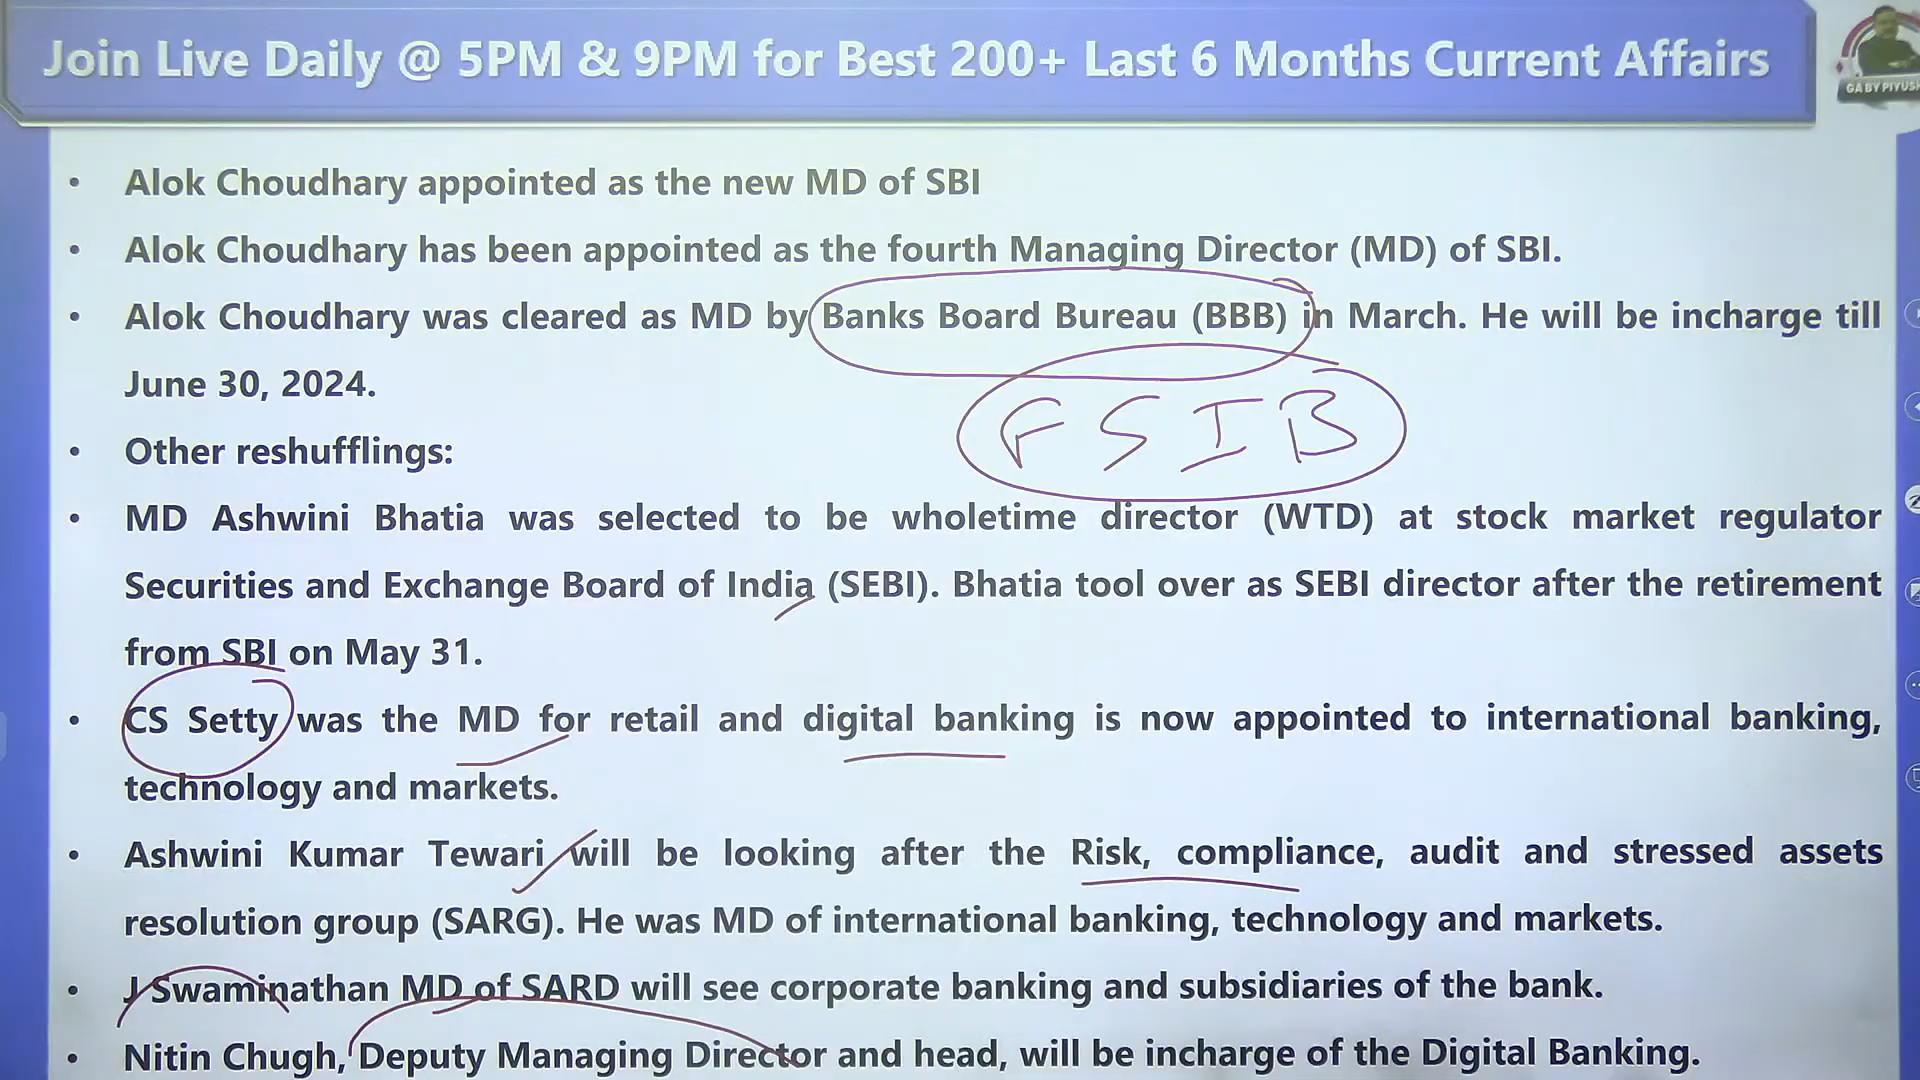 Join Live Daily @ 5PM & 9PM for Best 200+ Last 6 Months Current Affairs
GA BY PIYUSH
• Alok Choudhary appointed as the new MD of SBI
• Alok Choudhary has been appointed as the fourth Managing Director (MD) of SBI.
• Alok Choudhary was cleared as MD by Banks Board Bureau (BBB) in March. He will be incharge till
June 30, 2024.
FSIB
• Other reshufflings:
• MD Ashwini Bhatia was selected to be wholetime director (WTD) at stock market regulator
Securities and Exchange Board of India (SEBI). Bhatia tool over as SEBI director after the retirement
from SBI on May 31.
• CS Setty was the MD for retail and digital banking is now appointed to international banking,
technology and markets.
• Ashwini Kumar Tewari will be looking after the Risk, compliance, audit and stressed assets
resolution group (SARG). He was MD of international banking, technology and markets.
• J Swaminathan MD of SARD will see corporate banking and subsidiaries of the bank.
• Nitin Chugh, Deputy Managing Director and head, will be incharge of the Digital Banking.